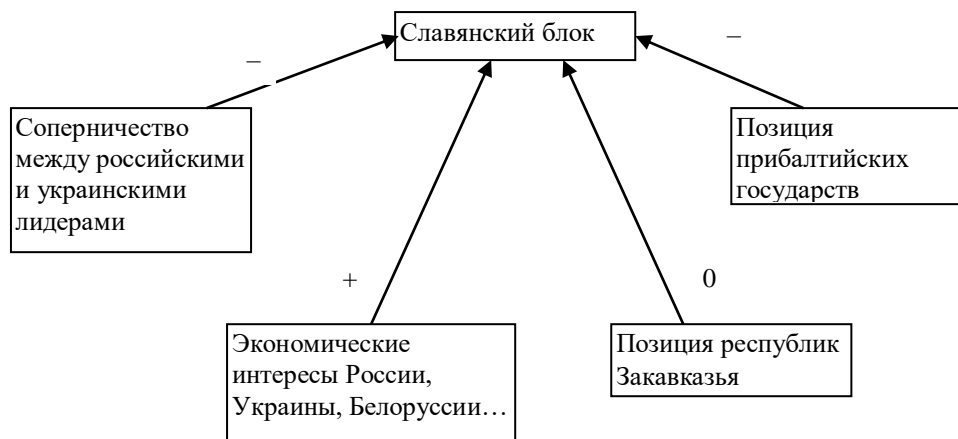 Славянский блок
–
–
Соперничество
между российскими
и украинскими
лидерами
Позиция
прибалтийских
государств
+
0
Экономические
интересы России,
Украины, Белоруссии…
Позиция республик
Закавказья